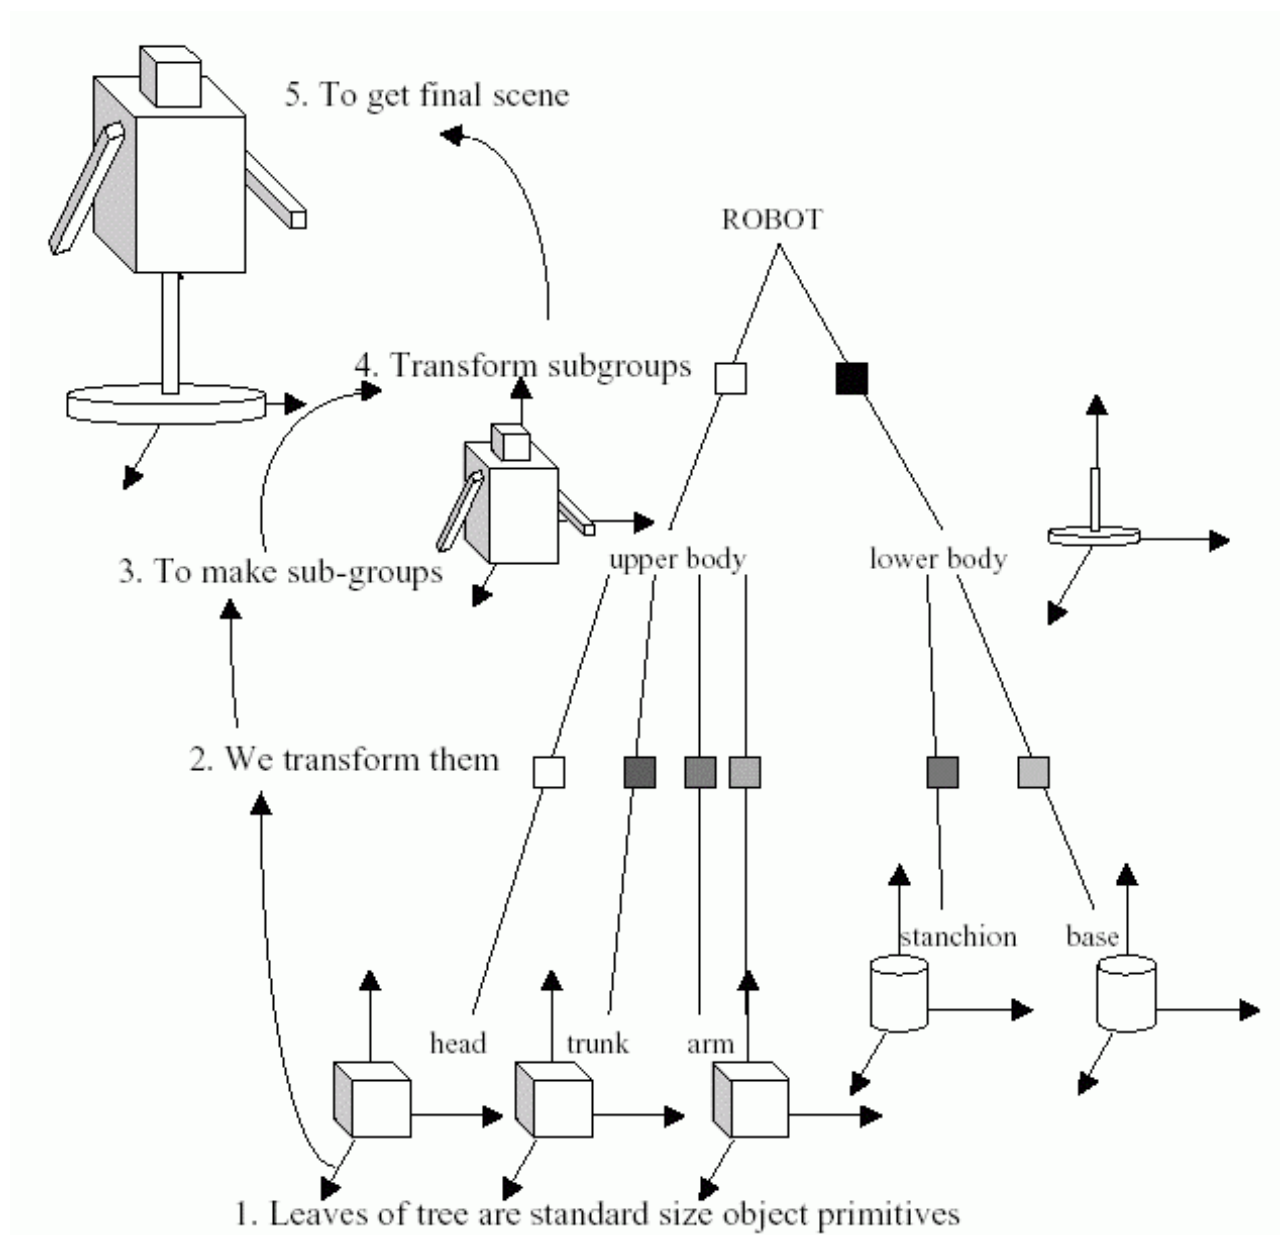 5. To get final scene
ROBOT
4. Transform subgroups
3. To make sub-groups
upper body
lower body
2. We transform them
stanchion
base
head
trunk
arm
1. Leaves of tree are standard size object primitives